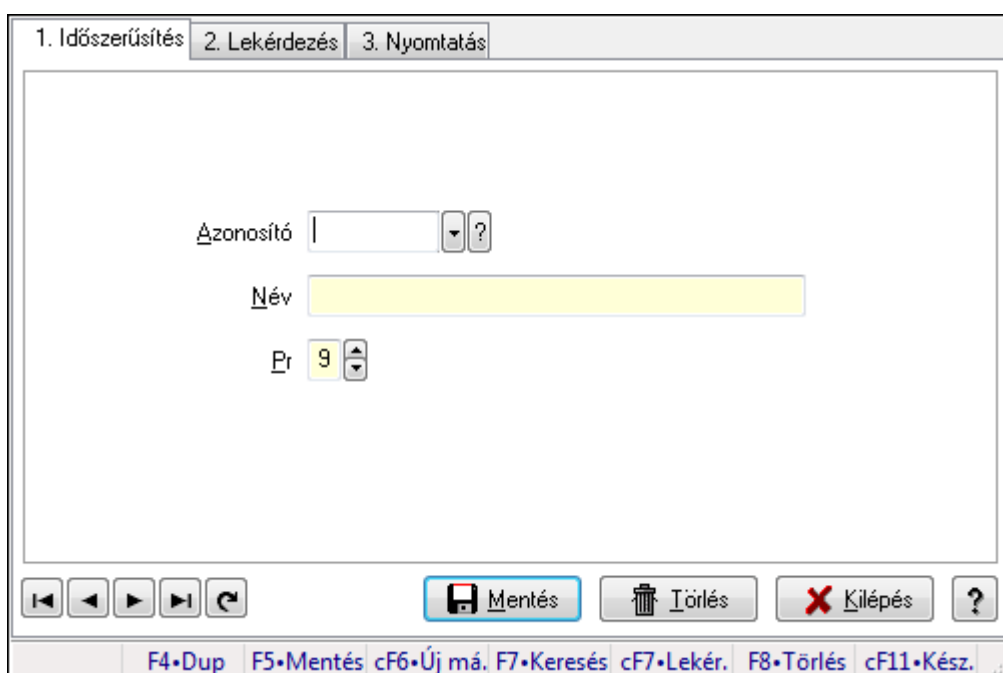 1. Időszerűsítés 2. Lekérdezés 3. Nyomtatás
Azonosító ?
Név
Pr 9
Mentés Törlés Kilépés ?
F4•Dup F5•Mentés cF6•Új má. F7•Keresés cF7•Lekér. F8•Törlés cF11•Kész.